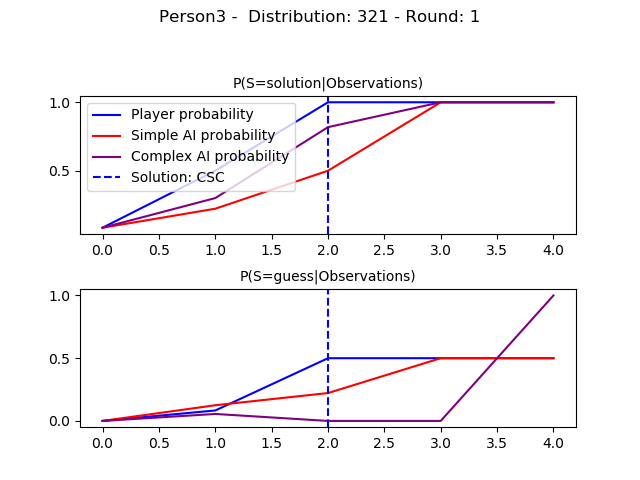 Person3 -  Distribution: 321 - Round: 1
P(S=solution|Observations)
1.0
0.5
Player probability
Simple AI probability
Complex AI probability
Solution: CSC
0.0 0.5 1.0 1.5 2.0 2.5 3.0 3.5 4.0
P(S=guess|Observations)
1.0
0.5
0.0
0.0 0.5 1.0 1.5 2.0 2.5 3.0 3.5 4.0